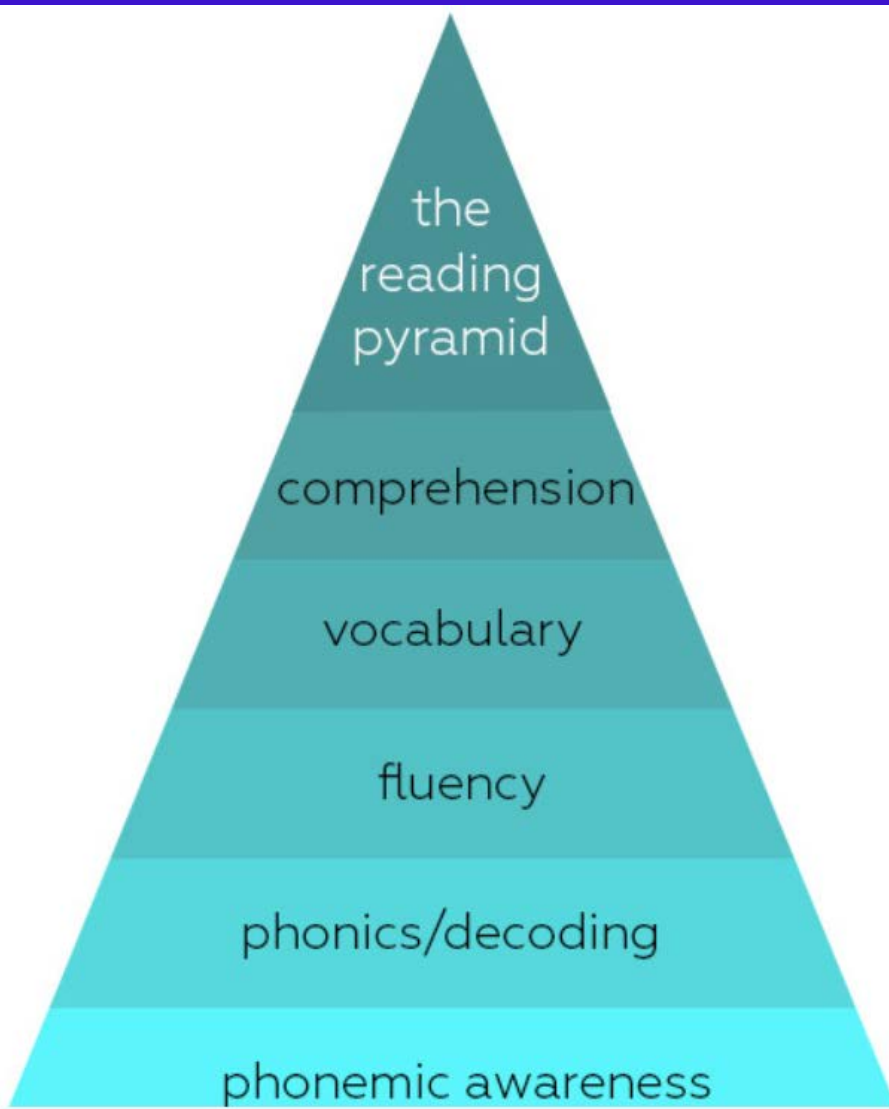 the
reading
pyramid
comprehension
vocabulary
fluency
phonics/decoding
phonemic awareness